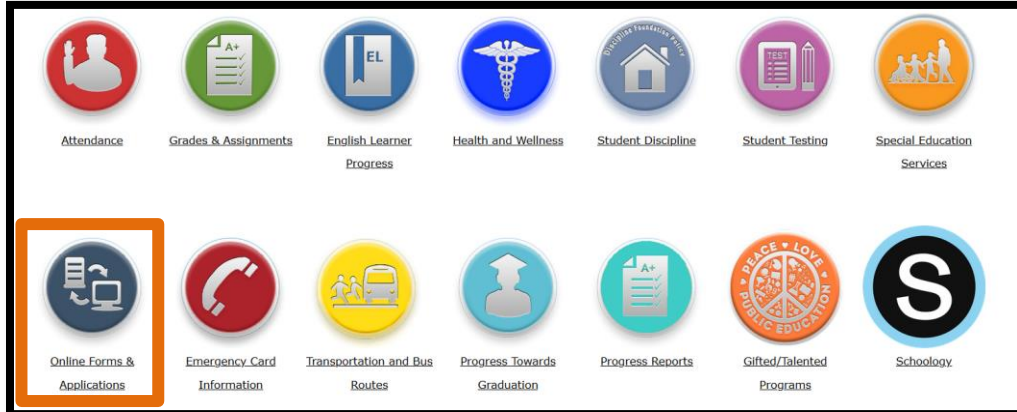 A+
EL
Discipline Foundation Policy
TEST
Attendance
Grades & Assignments
English Learner
Progress
Health and Wellness
Student Discipline
Student Testing
Special Education
Services
A+
PEACE • LOVE •
PUBLIC EDUCATION
S
Online Forms &
Applications
Emergency Card
Information
Transportation and Bus
Routes
Progress Towards
Graduation
Progress Reports
Gifted/Talented
Programs
Schoology